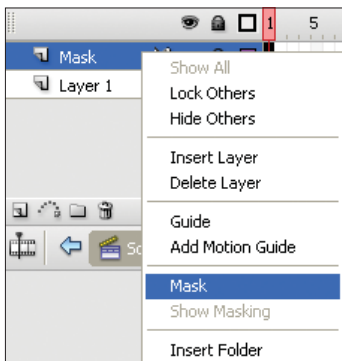 1 5
Mask
Layer 1
Show All
Lock Others
Hide Others
Insert Layer
Delete Layer
Guide
Add Motion Guide
Mask
Show Masking
Insert Folder